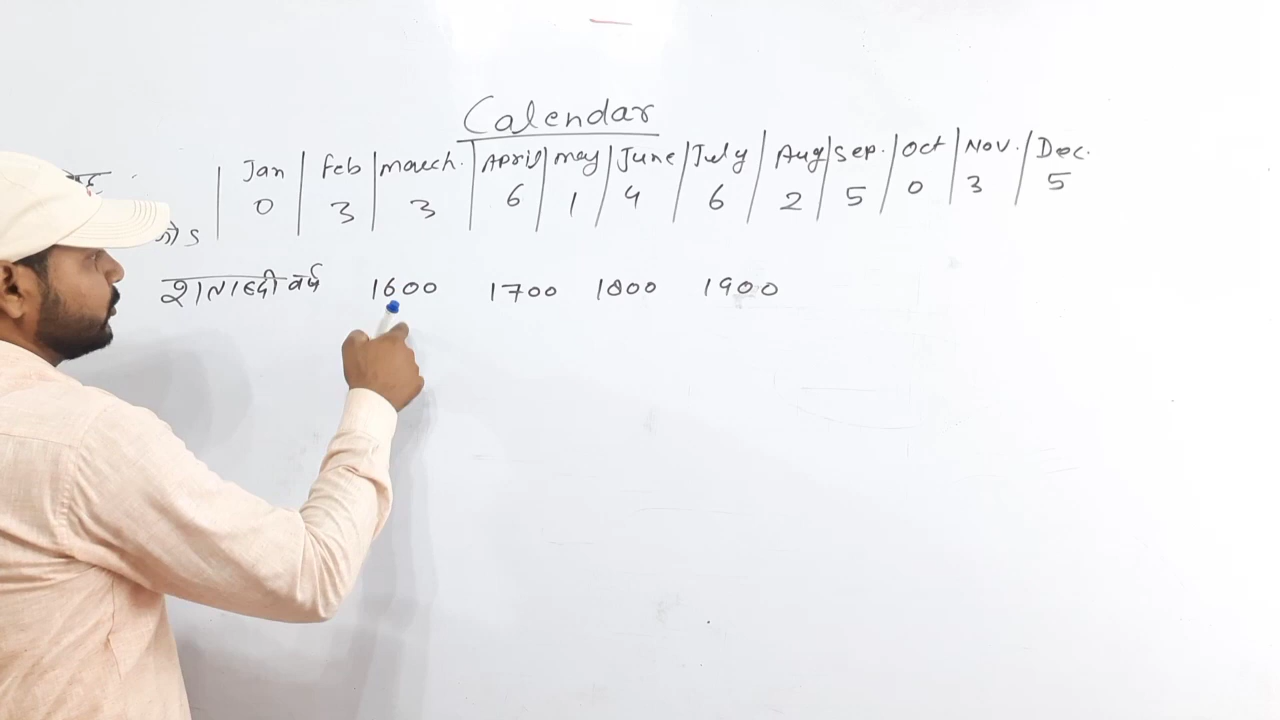 Calendar
Jan Feb March. April May June July Aug Sep. Oct Nov. Dec.
0 3 3 6 1 4 6 2 5 0 3 5
कोड
शताब्दी वर्ष 1600 1700 1800 1900